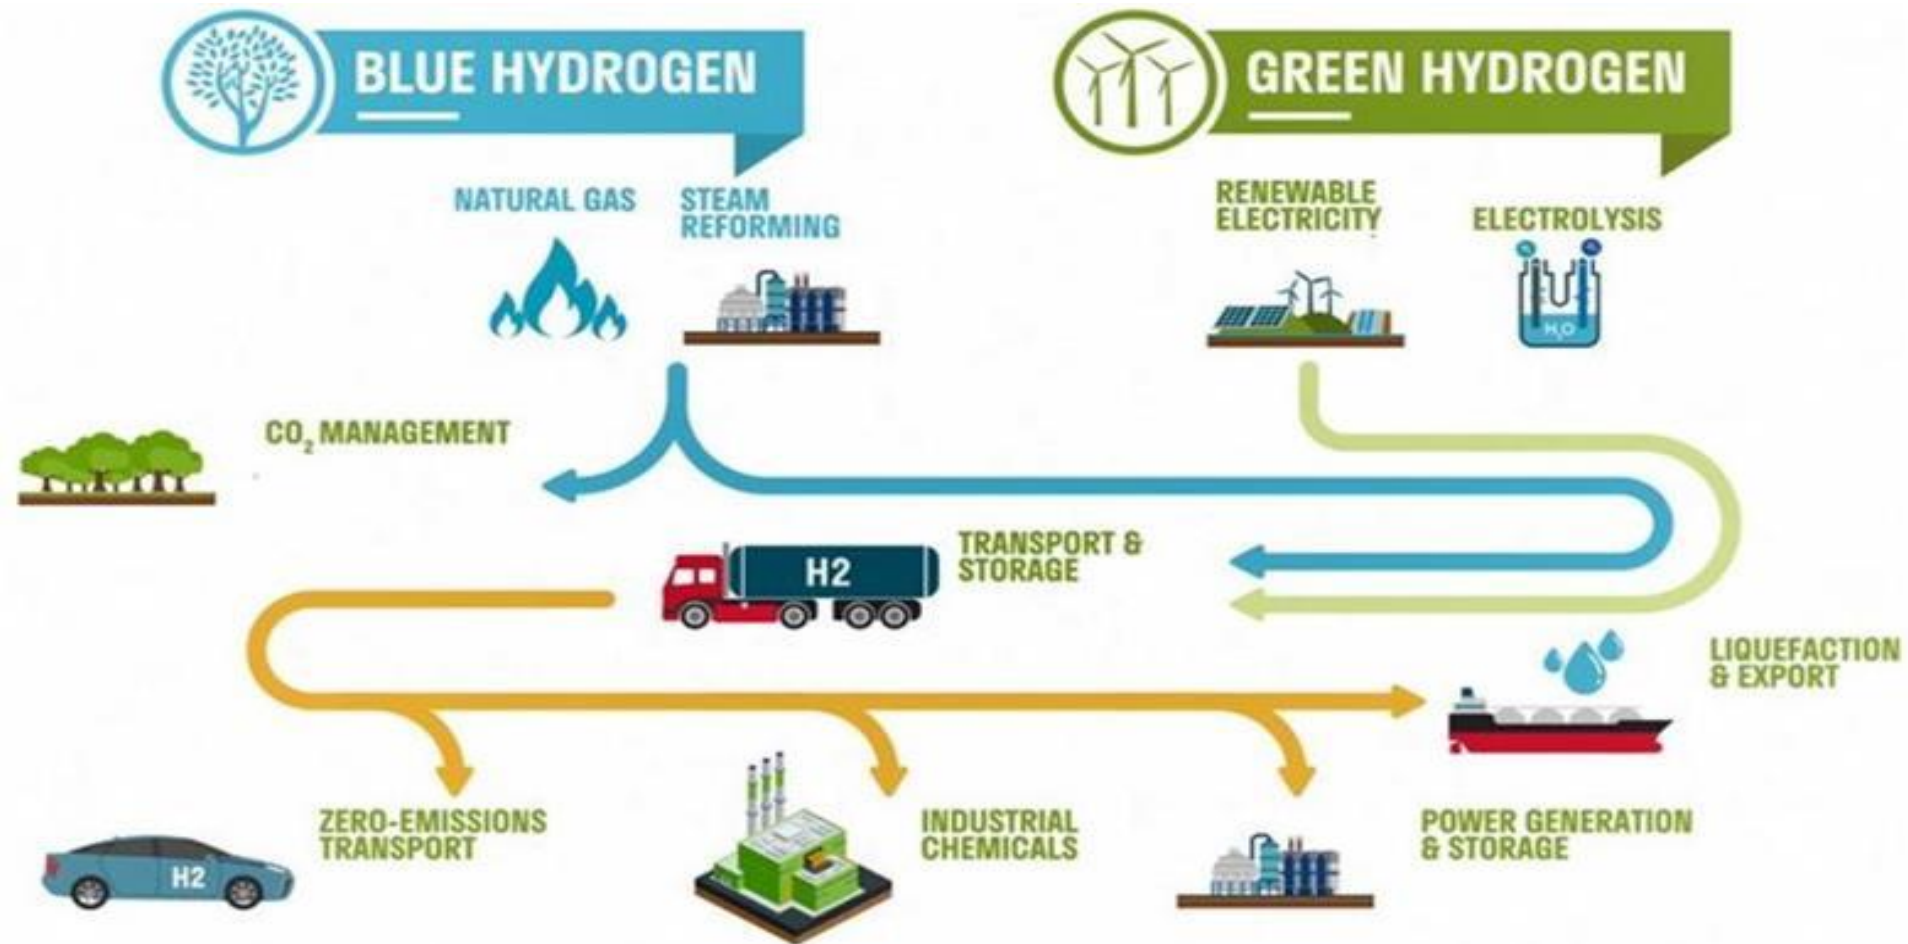 BLUE HYDROGEN
GREEN HYDROGEN
NATURAL GAS
STEAM
REFORMING
RENEWABLE
ELECTRICITY
ELECTROLYSIS
H₂O
CO₂ MANAGEMENT
H2
TRANSPORT &
STORAGE
LIQUEFACTION
& EXPORT
ZERO-EMISSIONS
TRANSPORT
H2
INDUSTRIAL
CHEMICALS
POWER GENERATION
& STORAGE